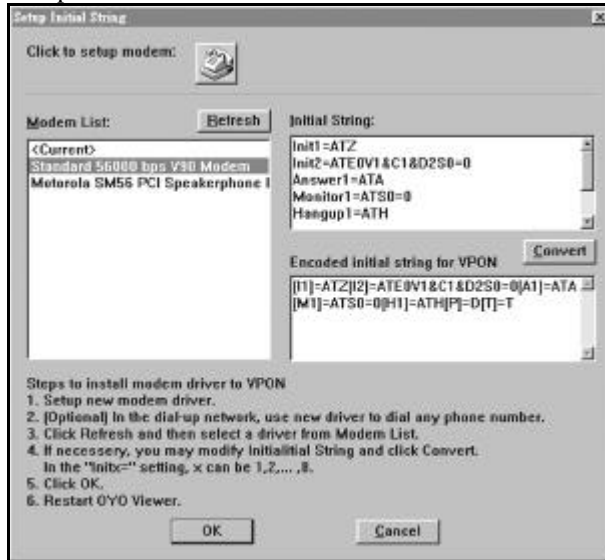 Setup Initial String
Click to setup modem:
Modem List:
Refresh
<Current>
Standard 56000 bps V90 Modem
Motorola SM56 PCI Speakerphone
Initial String:
Init1=ATZ
Init2=ATE0V1&C1&D2S0=0
Answer1=ATA
Monitor1=ATS0=0
Hangup1=ATH
Convert
Encoded initial string for VPON
[I1]=ATZ[I2]=ATE0V1&C1&D2S0=0[A1]=ATA
[M1]=ATS0=0[H1]=ATH[P]=D[T]=T
Steps to install modem driver to VPON
1. Setup new modem driver.
2. [Optional] In the dial-up network, use new driver to dial any phone number.
3. Click Refresh and then select a driver from Modem List.
4. If necessery, you may modify Initialitial String and click Convert.
In the "Initx=" setting, x can be 1,2,... ,8.
5. Click OK.
6. Restart OYO Viewer.
OK
Cancel